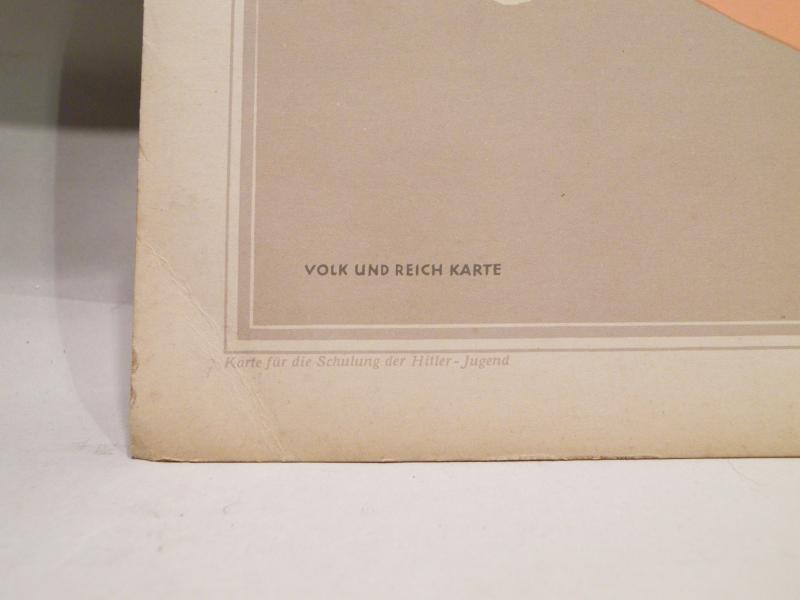 VOLK UND REICH KARTE
Karte für die Schulung der Hitler-Jugend